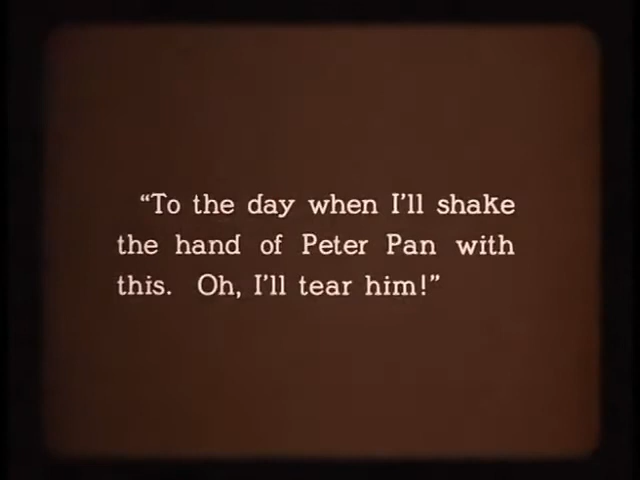 “To the day when I'll shake
the hand of Peter Pan with
this. Oh, I'll tear him!”